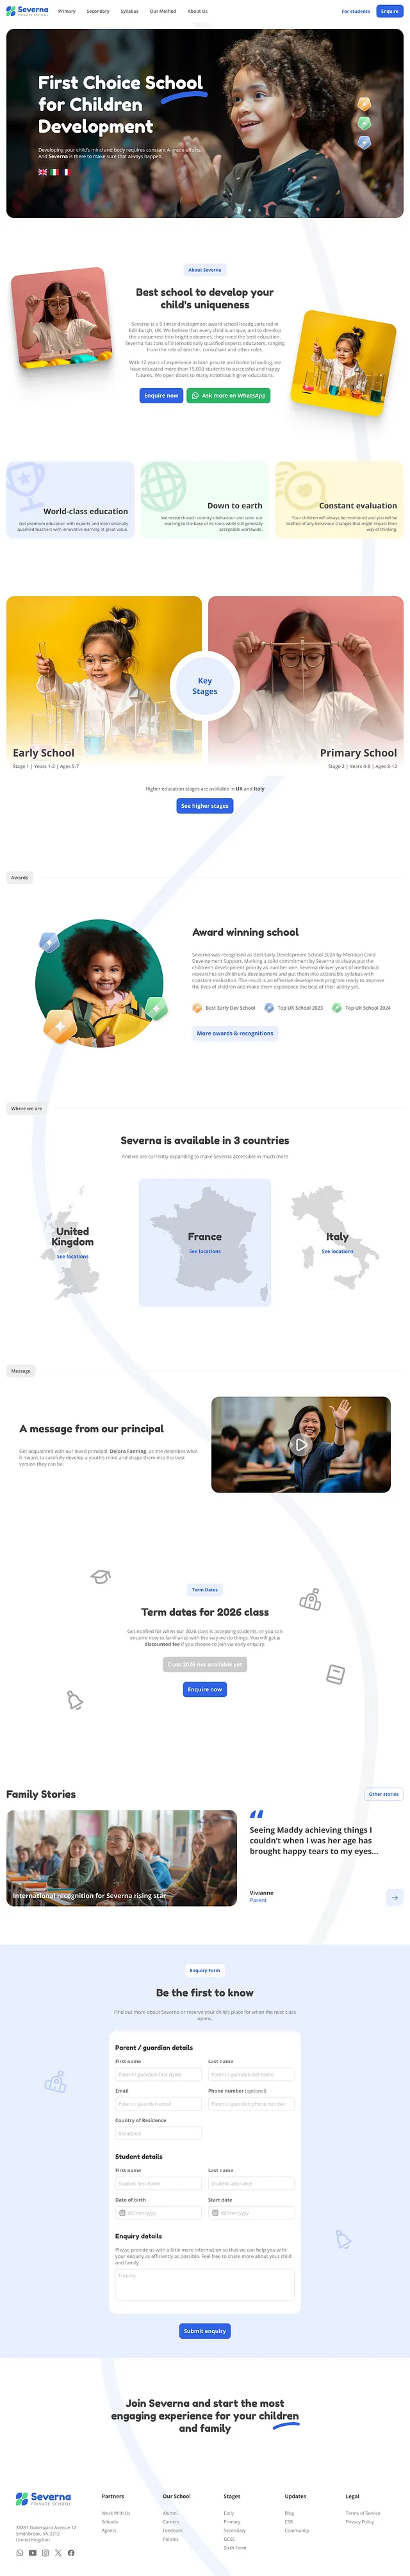 Severna
PRIVATE SCHOOL
Primary
Secondary
Syllabus
Our Method
About Us
For students
Enquire
First Choice School
for Children
Development
Developing your child's mind and body requires constant A-grade efforts.
And Severna is there to make sure that always happen.
About Severna
Best school to develop your
child's uniqueness
Severna is a 5-times development award school headquartered in
Edinburgh, UK. We believe that every child is unique, and to develop
the uniqueness into bright outcomes, they need the best education.
Severna has tons of internationally qualified experts educators, ranging
from the role of teacher, consultant and other roles.
With 12 years of experience in both private and home schooling, we
have educated more than 15,000 students to successful and happy
futures. We open doors to many notorious higher educations.
Enquire now
Ask more on WhatsApp
World-class education
Get premium education with experts and internationally
qualified teachers with innovative learning at great value.
Down to earth
We research each country's behaviour and tailor our
learning to the base of its roots while still generally
acceptable worldwide.
Constant evaluation
Your children will always be monitored and you will be
notified of any behaviour changes that might impact their
way of thinking.
Key
Stages
Early School
Stage 1 | Years 1-2 | Ages 5-7
Primary School
Stage 2 | Years 4-6 | Ages 8-12
Higher education stages are available in UK and Italy
See higher stages
Awards
Award winning school
Severna was recognised as Best Early Development School 2024 by Meridian Child
Development Support. Marking a solid commitment by Severna to always put the
children's development priority as number one. Severna deliver years of methodical
researches on children's development and put them into actionable syllabus with
thought. The result is an effective development program ready to improve
the lives of children and make them experience the best of their ability yet.
Best Early Dev School
Top UK School 2023
Top UK School 2024
More awards & recognitions
Where we are
Severna is available in 3 countries
And we are currently expanding to make Severna accessible in much more
United
Kingdom
See locations
France
See locations
Italy
See locations
Message
A message from our principal
Get acquainted with our loved principal, Delora Fanning, as she describes what
it means to carefully develop a youth's mind and shape them into the best
version they can be.
Term Dates
Term dates for 2026 class
Get notified for when our 2026 class is accepting students, or you can
enquire now to familiarize with the way we do things. You will get a
discounted fee if you choose to join via early enquiry.
Class 2026 not available yet
Enquire now
Family Stories
Other stories
International recognition for Severna rising star
Seeing Maddy achieving things I
couldn't when I was her age has
brought happy tears to my eyes...
Vivianne
Parent
Enquiry Form
Be the first to know
Find out more about Severna or reserve your child's place for when the next class
opens.
Parent / guardian details
First name
Last name
Parent / guardian first name
Parent / guardian last name
Email
Phone number (optional)
Parent / guardian email
Parent / guardian phone number
Country of Residence
Residence
Student details
First name
Last name
Student first name
Student last name
Date of birth
Start date
dd/mm/yyyy
dd/mm/yyyy
Enquiry details
Please provide us with a little more information so that we can help you with
your enquiry as efficiently as possible. Feel free to share more about your child
and family
Enquiry
Submit enquiry
Join Severna and start the most
engaging experience for your children
and family
Severna
PRIVATE SCHOOL
Smithbrook, UK 3312
United Kingdom
Partners
Work With Us
Schools
Agents
Our School
Alumni
Careers
Feedback
Policies
Stages
Early
Primary
Secondary
GCSE
Sixth Form
Updates
Blog
CSR
Community
Legal
Terms of Service
Privacy Policy